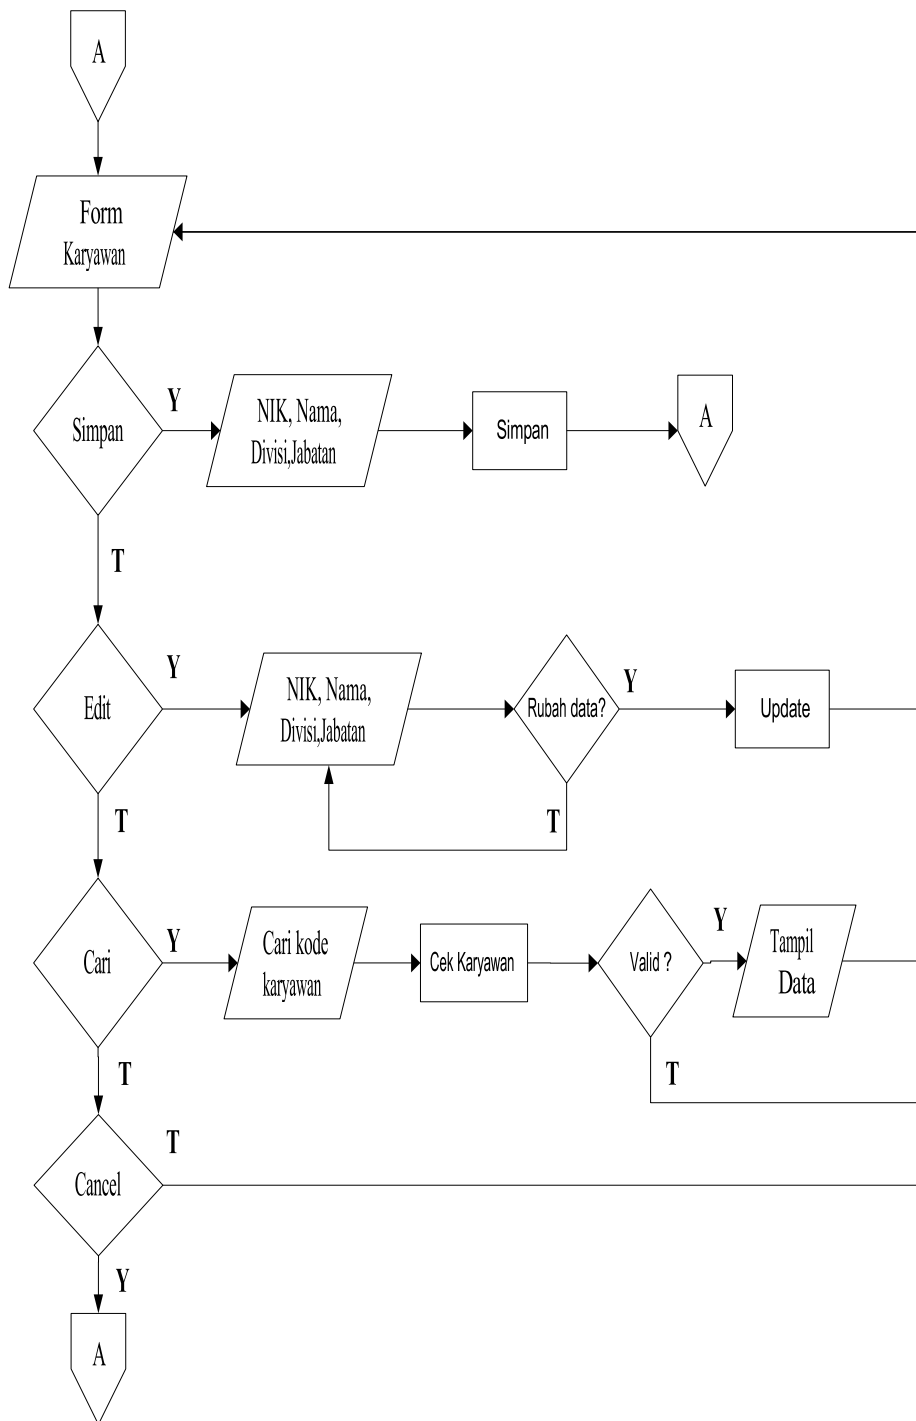 A
Form
Karyawan
Simpan
Y
NIK, Nama,
Divisi,Jabatan
Simpan
A
T
Edit
Y
NIK, Nama,
Divisi,Jabatan
Rubah data?
Y
Update
T
T
Cari
Y
Cari kode
karyawan
Cek Karyawan
Valid ?
Y
Tampil
Data
T
T
Cancel
T
Y
A